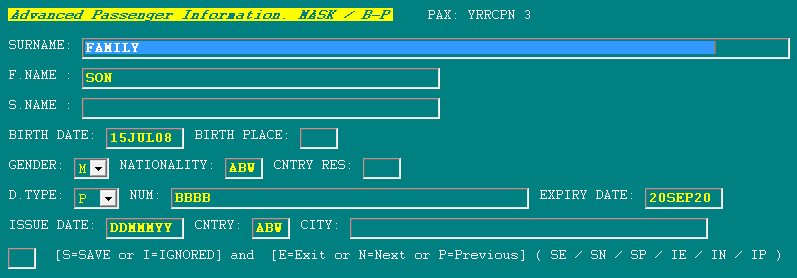 Advanced Passenger Information. MASK / B-P PAX: YRRCPN 3
SURNAME: FAMILY
F.NAME : SON
S.NAME :
BIRTH DATE: 15JUL08 BIRTH PLACE:
GENDER: M NATIONALITY: ABW CNTRY RES:
D.TYPE: P NUM: BBBB EXPIRY DATE: 20SEP20
ISSUE DATE: DDMMMYY CNTRY: ABW CITY:
[S=SAVE or I=IGNORED] and [E=Exit or N=Next or P=Previous] ( SE / SN / SP / IE / IN / IP )